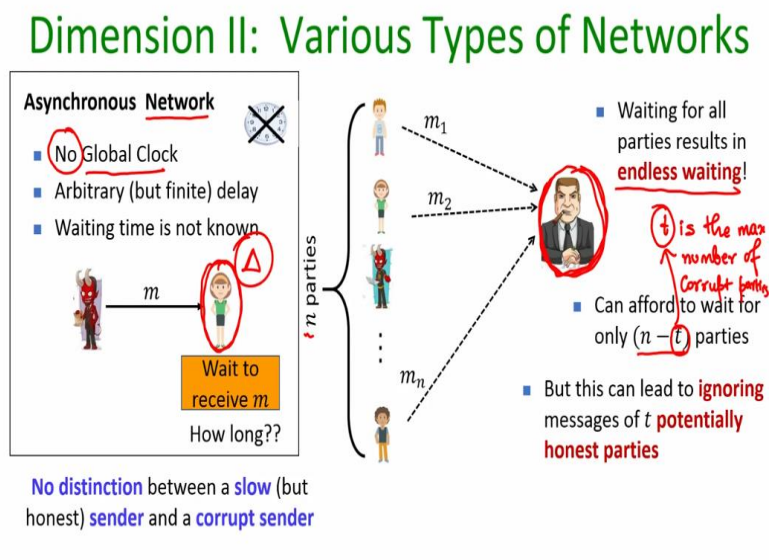 Dimension II: Various Types of Networks
Asynchronous Network
No Global Clock
Arbitrary (but finite) delay
Waiting time is not known
Δ
m
Wait to
receive m
How long??
No distinction between a slow (but
honest) sender and a corrupt sender
n parties
m₁
m₂
⋮
mₙ
Waiting for all
parties results in
endless waiting!
t is the max
number of
Corrupt parties
Can afford to wait for
only (n − t) parties
But this can lead to ignoring
messages of t potentially
honest parties